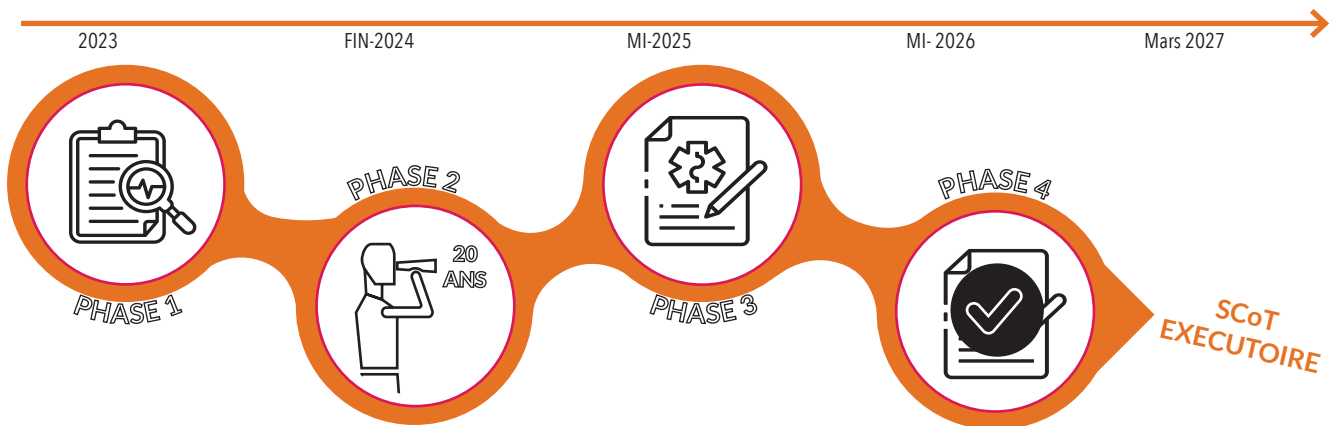 2023
FIN-2024
MI-2025
MI- 2026
Mars 2027
PHASE 1
PHASE 2
20
ANS
PHASE 3
PHASE 4
SCoT
EXECUTOIRE